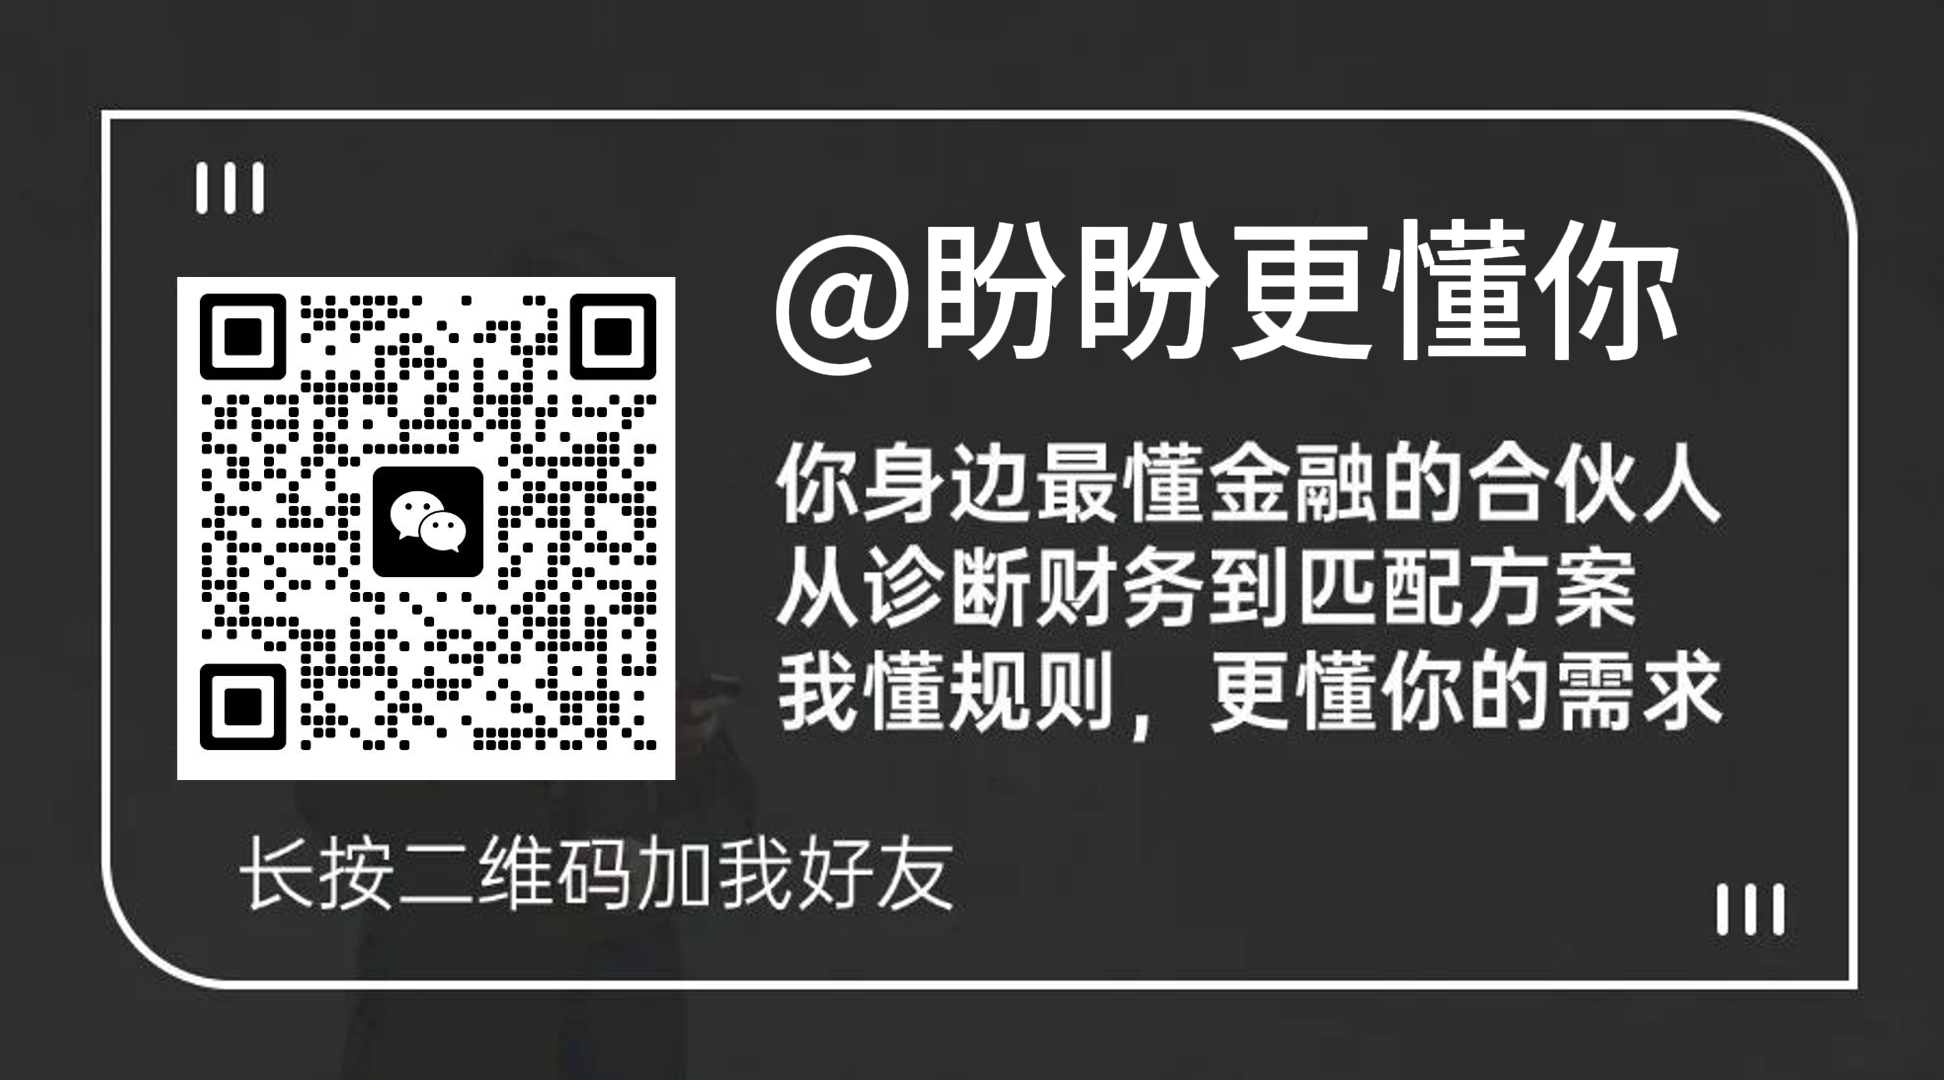 @盼盼更懂你
你身边最懂金融的合伙人
从诊断财务到匹配方案
我懂规则，更懂你的需求
长按二维码加我好友